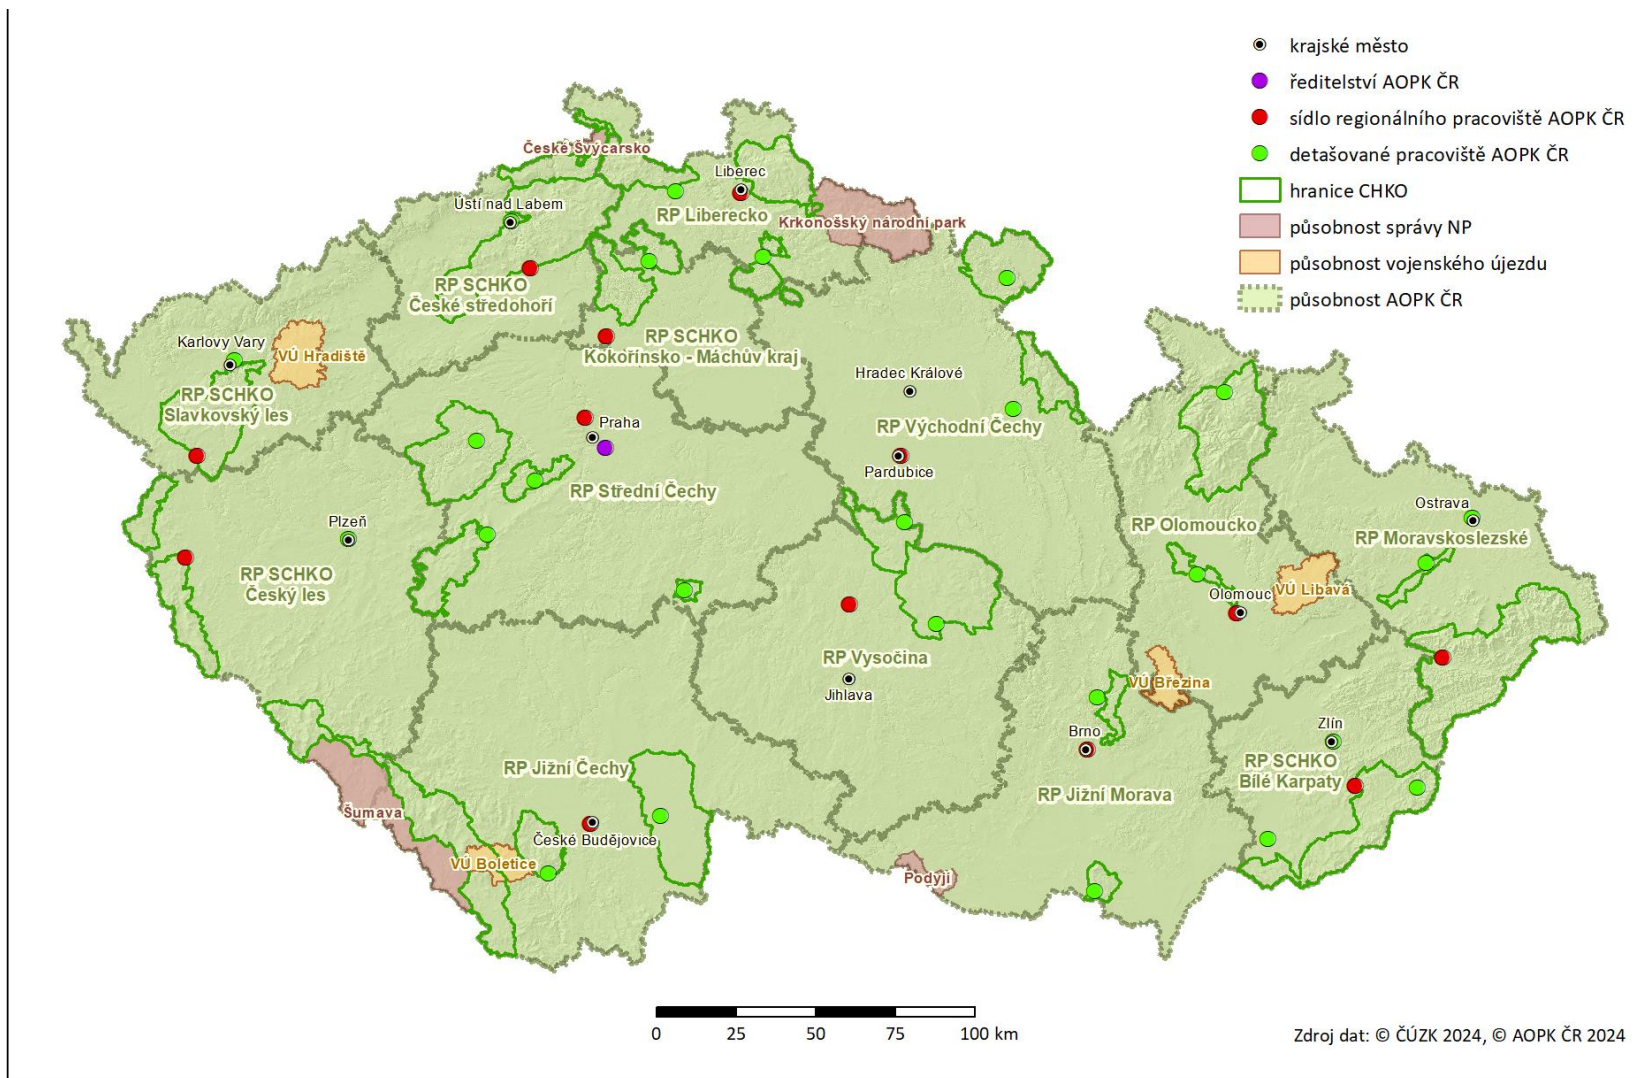 krajské město
ředitelství AOPK ČR
sídlo regionálního pracoviště AOPK ČR
detašované pracoviště AOPK ČR
hranice CHKO
působnost správy NP
působnost vojenského újezdu
působnost AOPK ČR
České Švýcarsko
Liberec
Ústí nad Labem
RP Liberecko
Krkonošský národní park
RP SCHKO
České středohoří
Karlovy Vary
VÚ Hradiště
RP SCHKO
Kokořínsko - Máchův kraj
RP SCHKO
Slavkovský les
Hradec Králové
Praha
RP Východní Čechy
Pardubice
RP Střední Čechy
Plzeň
Ostrava
RP Olomoucko
RP Moravskoslezské
RP SCHKO
Český les
Olomouc
VÚ Libavá
RP Vysočina
Jihlava
VÚ Březina
Brno
Zlín
RP Jižní Čechy
RP SCHKO
Bílé Karpaty
RP Jižní Morava
Šumava
České Budějovice
VÚ Boletice
Podyjí
0 25 50 75 100 km
Zdroj dat: © ČÚZK 2024, © AOPK ČR 2024